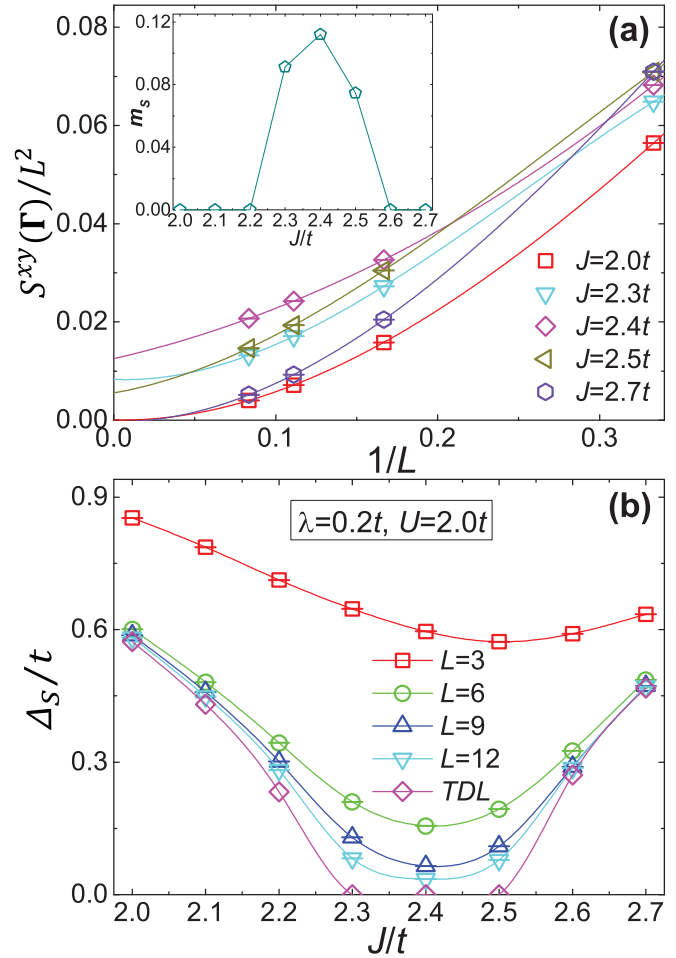 (a)
0.08
0.06
0.04
0.02
0.00
S^{xy}(Γ)/L^2
0.12
0.08
0.04
0.00
m_s
2.0 2.1 2.2 2.3 2.4 2.5 2.6 2.7
J/t
J=2.0t
J=2.3t
J=2.4t
J=2.5t
J=2.7t
0.0 0.1 0.2 0.3
1/L
(b)
λ=0.2t, U=2.0t
0.9
0.6
0.3
0.0
Δ_S/t
L=3
L=6
L=9
L=12
TDL
2.0 2.1 2.2 2.3 2.4 2.5 2.6 2.7
J/t